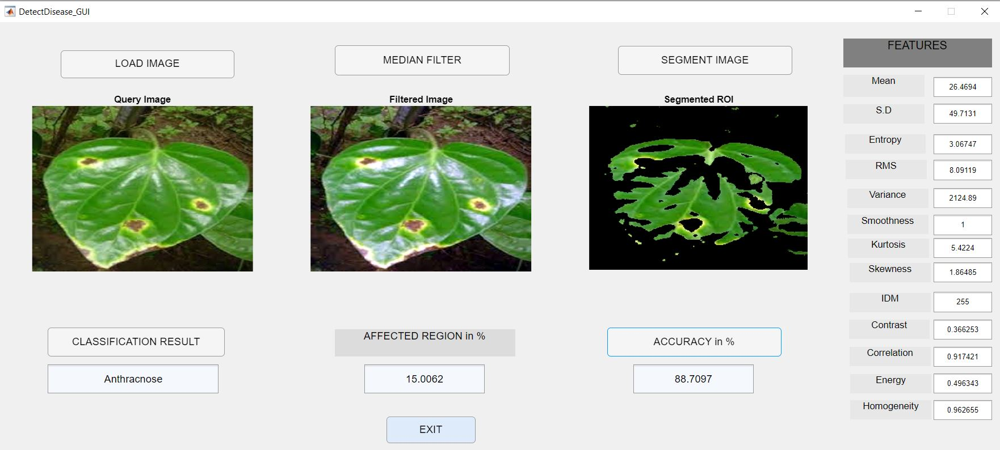 DetectDisease_GUI
LOAD IMAGE
MEDIAN FILTER
SEGMENT IMAGE
Query Image
Filtered Image
Segmented ROI
CLASSIFICATION RESULT
AFFECTED REGION in %
ACCURACY in %
Anthracnose
15.0062
88.7097
EXIT
FEATURES
Mean 26.4694
S.D 49.7131
Entropy 3.06747
RMS 8.09119
Variance 2124.89
Smoothness 1
Kurtosis 5.4224
Skewness 1.86485
IDM 255
Contrast 0.366253
Correlation 0.917421
Energy 0.496343
Homogeneity 0.962655